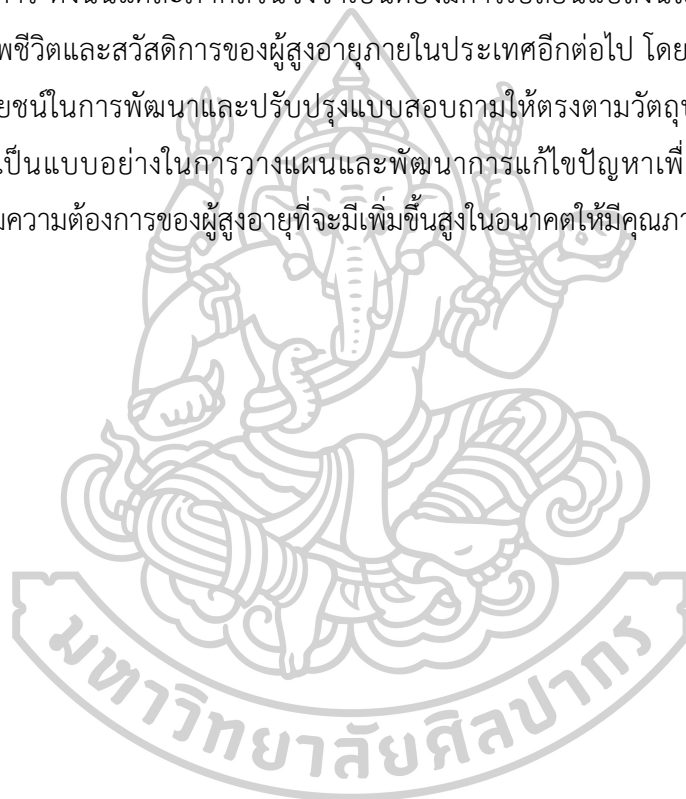 พชีวิตและสวัสดิการของผู้สูงอายุภายในประเทศอีกต่อไป โดย
ยชน์ในการพัฒนาและปรับปรุงแบบสอบถามให้ตรงตามวัตถุ
เป็นแบบอย่างในการวางแผนและพัฒนาการแก้ไขปัญหาเพื่
มความต้องการของผู้สูงอายุที่จะมีเพิ่มขึ้นสูงในอนาคตให้มีคุณภา
มหาวิทยาลัยศิลปากร